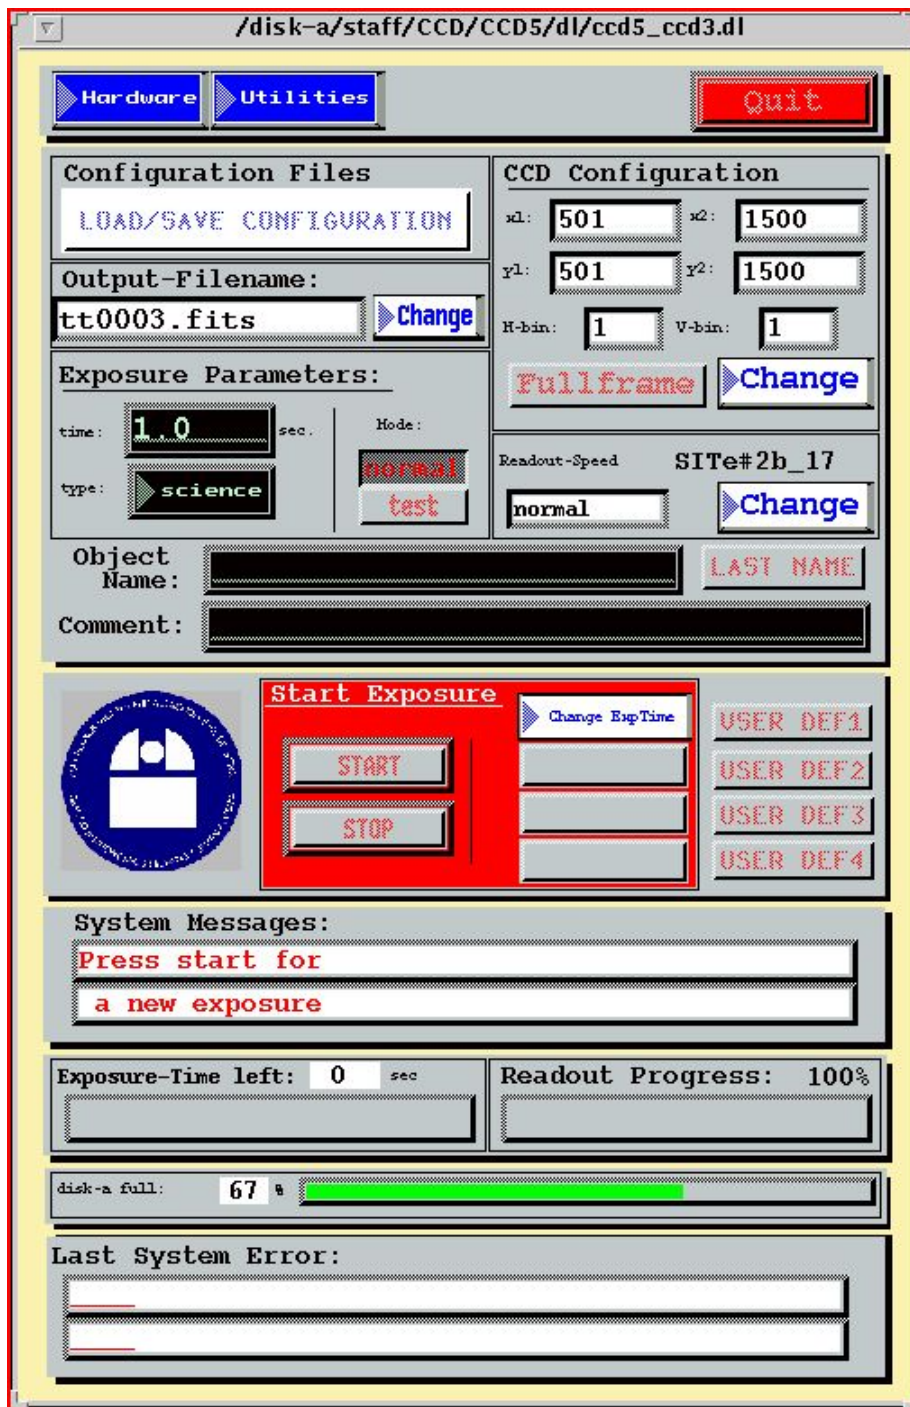 /disk-a/staff/CCD/CCD5/dl/ccd5_ccd3.dl
Hardware Utilities Quit
Configuration Files
LOAD/SAVE CONFIGURATION
Output-Filename:
tt0003.fits Change
CCD Configuration
x1: 501 x2: 1500
y1: 501 y2: 1500
H-bin: 1 V-bin: 1
Fullframe Change
Exposure Parameters:
time: 1.0 sec.
type: science
Mode:
normal
test
Readout-Speed SITe#2b_17
normal Change
Object
Name: LAST NAME
Comment:
Start Exposure
START
STOP
Change ExpTime
USER DEF1
USER DEF2
USER DEF3
USER DEF4
System Messages:
Press start for
a new exposure
Exposure-Time left: 0 sec
Readout Progress: 100%
disk-a full: 67 %
Last System Error: